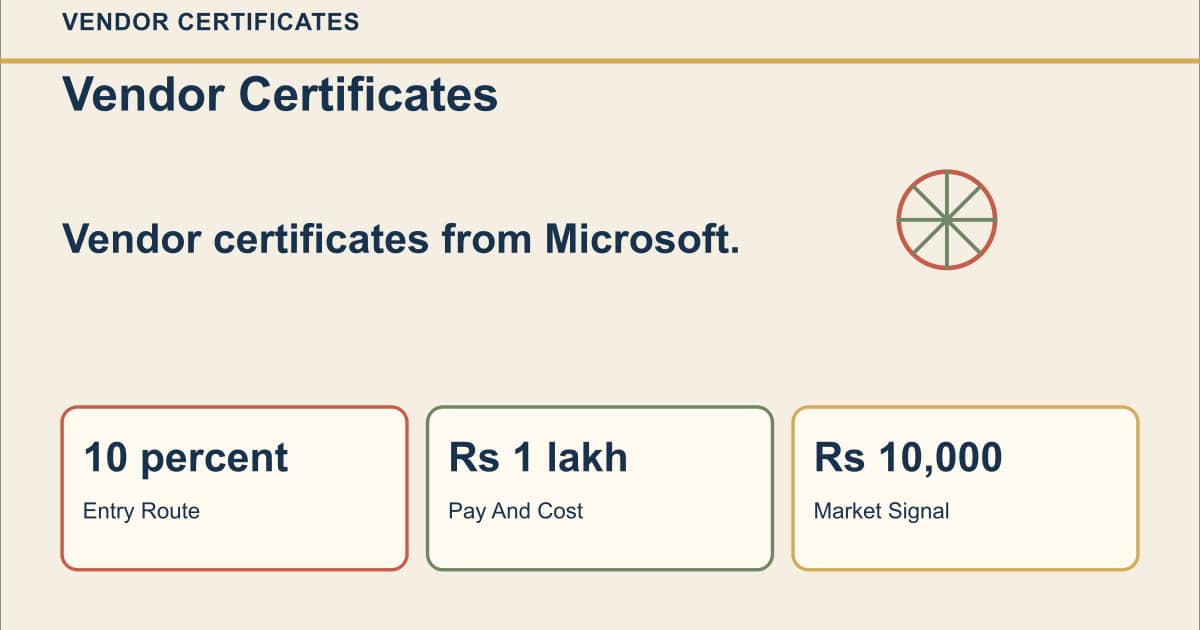 VENDOR CERTIFICATES
Vendor Certificates
Vendor certificates from Microsoft.
10 percent
Entry Route
Rs 1 lakh
Pay And Cost
Rs 10,000
Market Signal